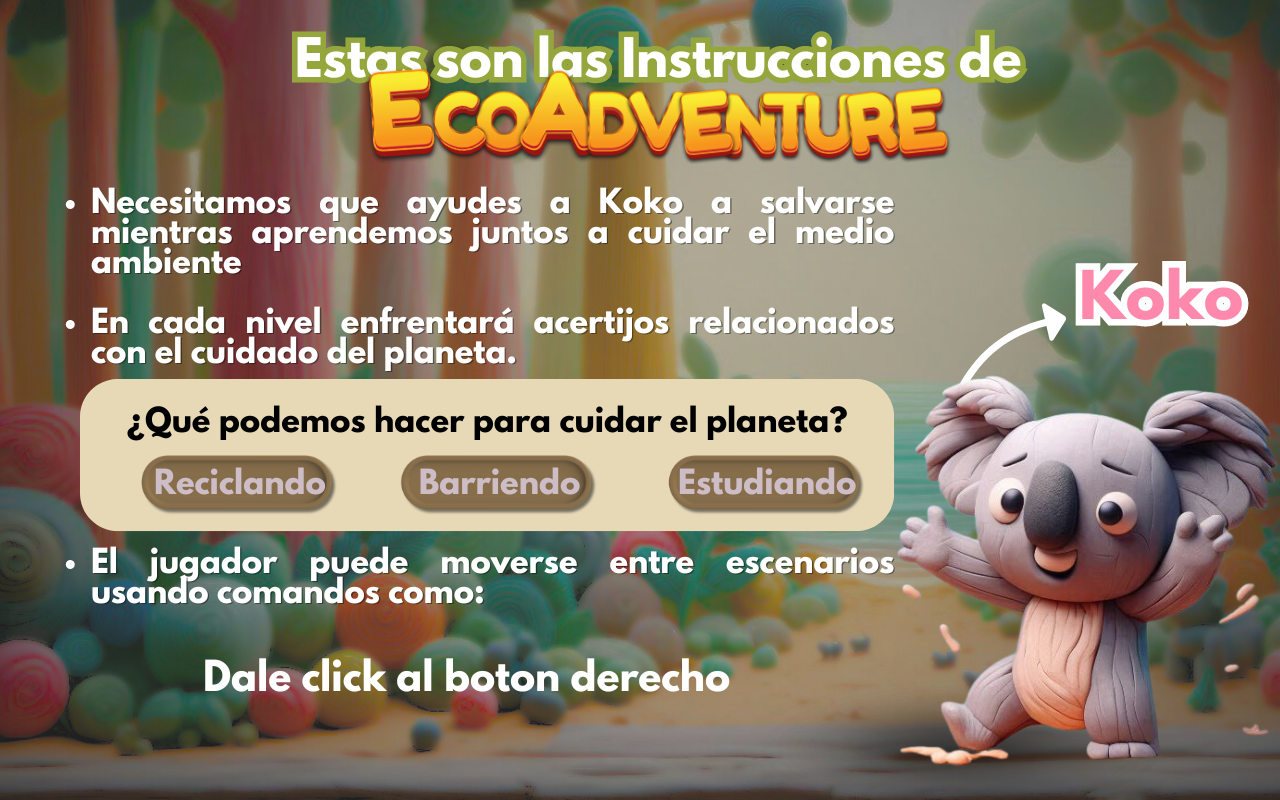 Estas son las Instrucciones de
EcoAdventure
• Necesitamos que ayudes a Koko a salvarse
mientras aprendemos juntos a cuidar el medio
ambiente
Koko
• En cada nivel enfrentará acertijos relacionados
con el cuidado del planeta.
¿Qué podemos hacer para cuidar el planeta?
Reciclando Barriendo Estudiando
• El jugador puede moverse entre escenarios
usando comandos como:
Dale click al boton derecho